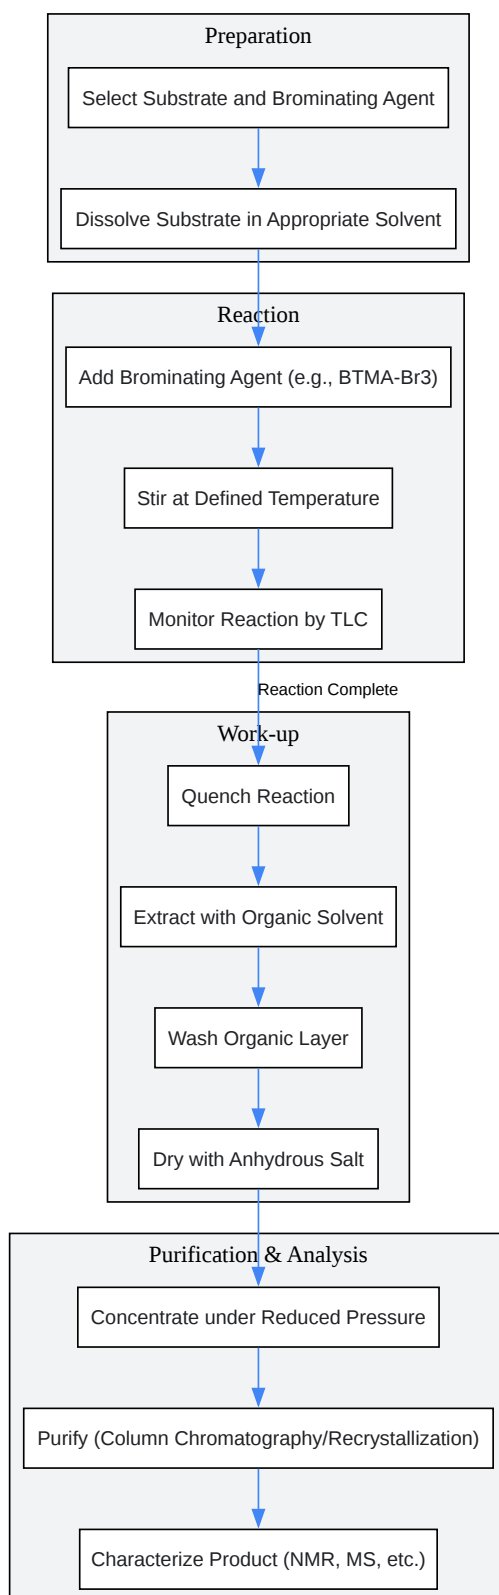 Preparation
Select Substrate and Brominating Agent
Dissolve Substrate in Appropriate Solvent
Reaction
Add Brominating Agent (e.g., BTMA-Br3)
Stir at Defined Temperature
Monitor Reaction by TLC
Reaction Complete
Work-up
Quench Reaction
Extract with Organic Solvent
Wash Organic Layer
Dry with Anhydrous Salt
Purification & Analysis
Concentrate under Reduced Pressure
Purify (Column Chromatography/Recrystallization)
Characterize Product (NMR, MS, etc.)